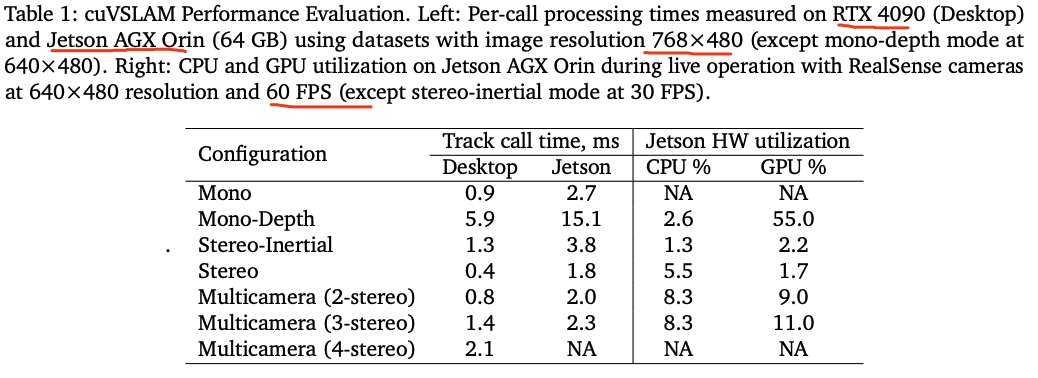 Table 1: cuVSLAM Performance Evaluation. Left: Per-call processing times measured on RTX 4090 (Desktop)
and Jetson AGX Orin (64 GB) using datasets with image resolution 768×480 (except mono-depth mode at
640×480). Right: CPU and GPU utilization on Jetson AGX Orin during live operation with RealSense cameras
at 640×480 resolution and 60 FPS (except stereo-inertial mode at 30 FPS).
Configuration Track call time, ms Jetson HW utilization
Desktop Jetson CPU % GPU %
Mono 0.9 2.7 NA NA
Mono-Depth 5.9 15.1 2.6 55.0
Stereo-Inertial 1.3 3.8 1.3 2.2
Stereo 0.4 1.8 5.5 1.7
Multicamera (2-stereo) 0.8 2.0 8.3 9.0
Multicamera (3-stereo) 1.4 2.3 8.3 11.0
Multicamera (4-stereo) 2.1 NA NA NA